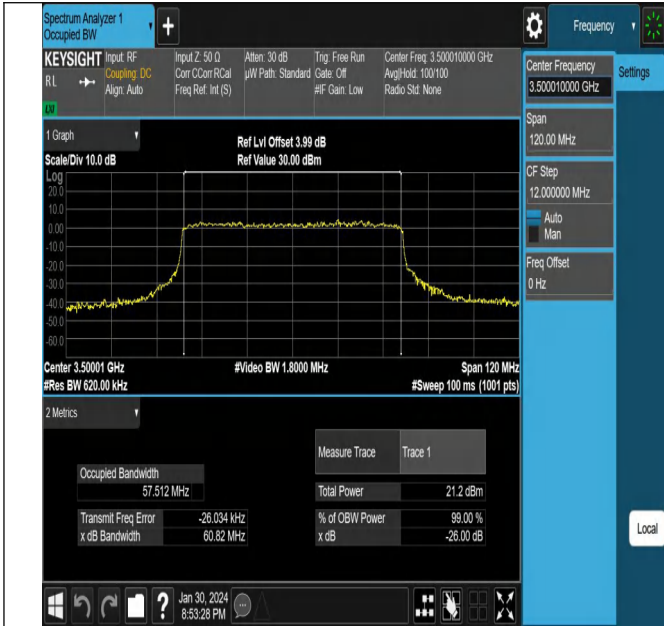 Spectrum Analyzer 1
Occupied BW
+
Frequency
KEYSIGHT
RL
LXI
Input: RF
Coupling: DC
Align: Auto
Input Z: 50 Ω
Corr CCorr RCal
Freq Ref: Int (S)
Atten: 30 dB
µW Path: Standard
Trig: Free Run
Gate: Off
#IF Gain: Low
Center Freq: 3.500010000 GHz
Avg|Hold: 100/100
Radio Std: None
Center Frequency
3.500010000 GHz
Settings
Span
120.00 MHz
CF Step
12.000000 MHz
Auto
Man
Freq Offset
0 Hz
1 Graph
Scale/Div 10.0 dB
Ref Lvl Offset 3.99 dB
Ref Value 30.00 dBm
Log
20.0
10.0
0.00
-10.0
-20.0
-30.0
-40.0
-50.0
-60.0
Center 3.50001 GHz
#Video BW 1.8000 MHz
Span 120 MHz
#Res BW 620.00 kHz
#Sweep 100 ms (1001 pts)
2 Metrics
Measure Trace Trace 1
Occupied Bandwidth
57.512 MHz
Total Power 21.2 dBm
Transmit Freq Error -26.034 kHz
% of OBW Power 99.00 %
x dB Bandwidth 60.82 MHz
x dB -26.00 dB
Local
?
Jan 30, 2024
8:53:28 PM